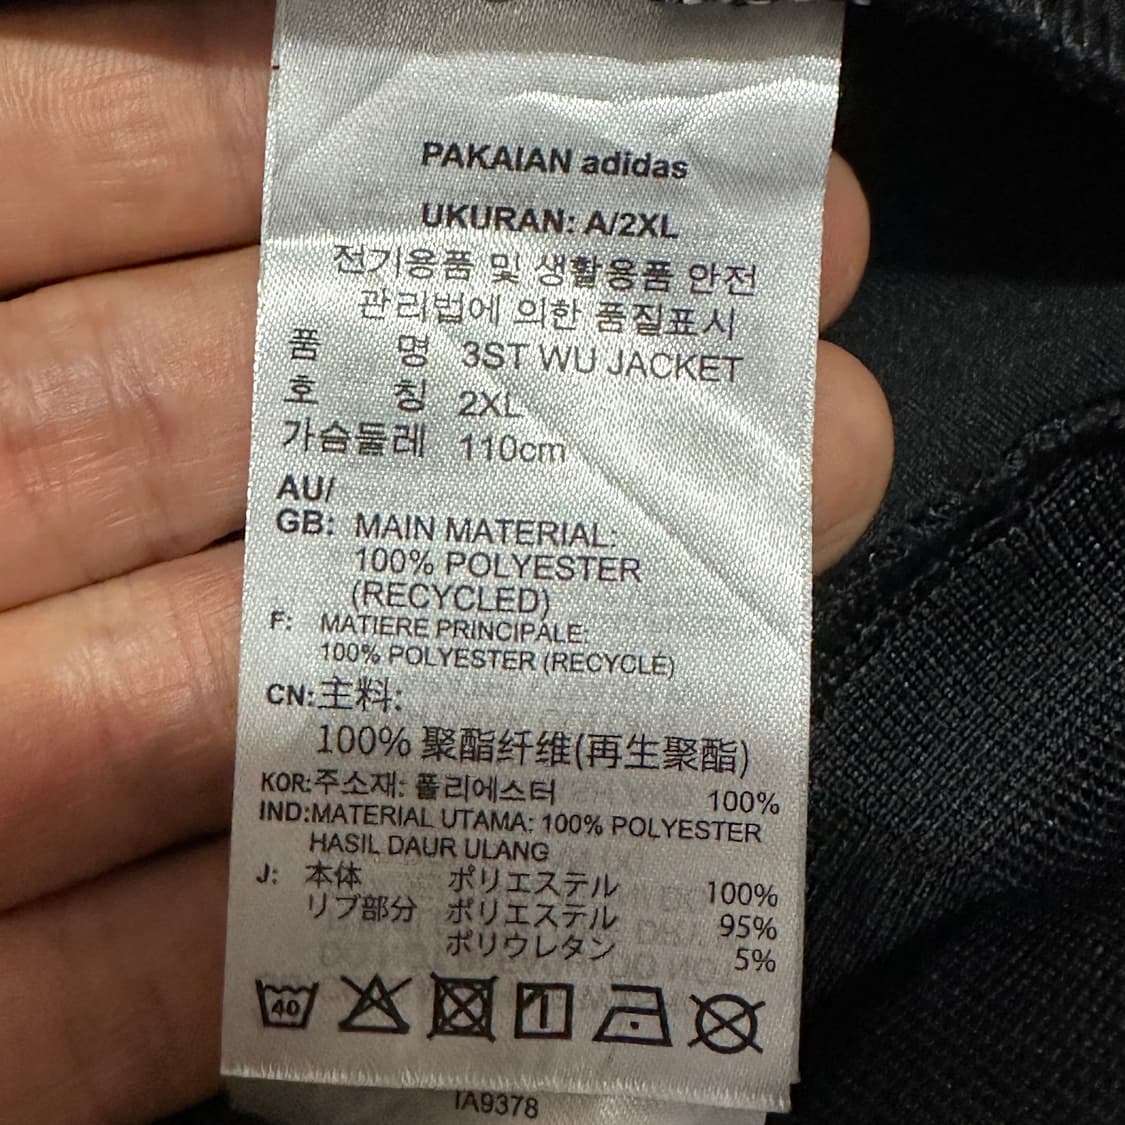 PAKAIAN adidas
UKURAN: A/2XL
전기용품 및 생활용품 안전
관리법에 의한 품질표시
품 명 3ST WU JACKET
호 칭 2XL
가슴둘레 110cm
AU/
GB: MAIN MATERIAL:
100% POLYESTER
(RECYCLED)
F: MATIERE PRINCIPALE:
100% POLYESTER (RECYCLÉ)
CN:主料:
100% 聚酯纤维(再生聚酯)
KOR:주소재: 폴리에스터 100%
IND:MATERIAL UTAMA: 100% POLYESTER
HASIL DAUR ULANG
J: 本体 ポリエステル 100%
リブ部分 ポリエステル 95%
ポリウレタン 5%
40
IA9378